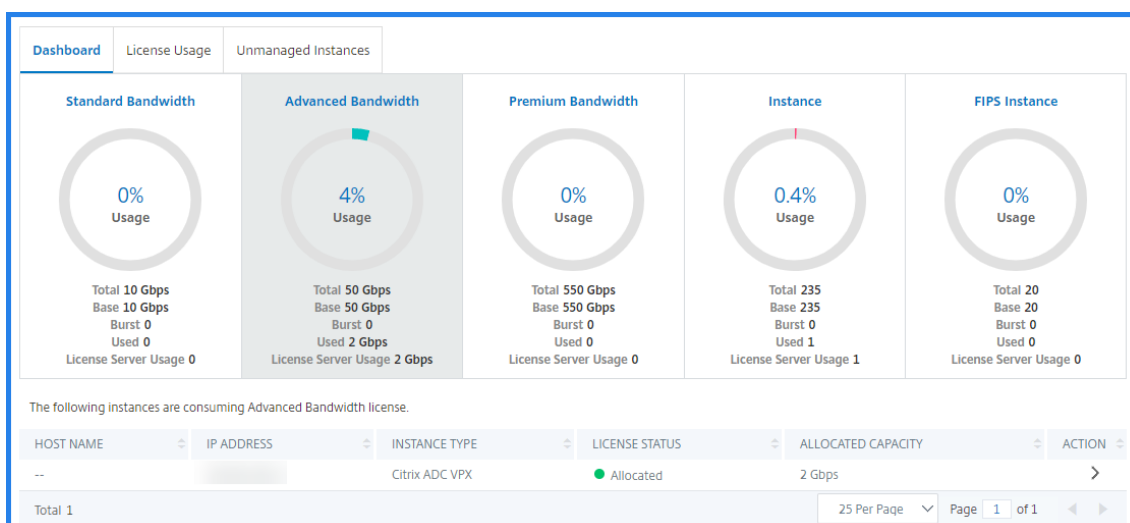 Dashboard License Usage Unmanaged Instances
Standard Bandwidth Advanced Bandwidth Premium Bandwidth Instance FIPS Instance
0% 4% 0% 0.4% 0%
Usage Usage Usage Usage Usage
Total 10 Gbps Total 50 Gbps Total 550 Gbps Total 235 Total 20
Base 10 Gbps Base 50 Gbps Base 550 Gbps Base 235 Base 20
Burst 0 Burst 0 Burst 0 Burst 0 Burst 0
Used 0 Used 2 Gbps Used 0 Used 1 Used 0
License Server Usage 0 License Server Usage 2 Gbps License Server Usage 0 License Server Usage 1 License Server Usage 0
The following instances are consuming Advanced Bandwidth license.
HOST NAME IP ADDRESS INSTANCE TYPE LICENSE STATUS ALLOCATED CAPACITY ACTION
-- Citrix ADC VPX Allocated 2 Gbps
Total 1 25 Per Page Page 1 of 1